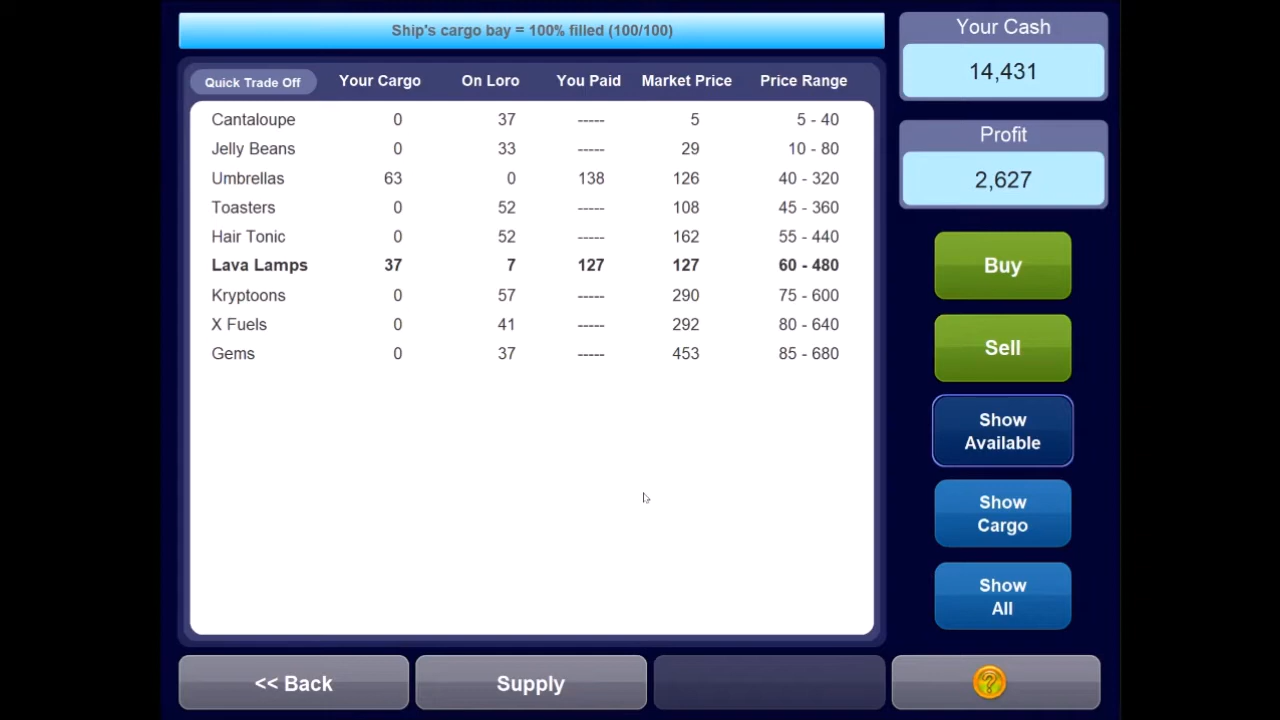 Ship's cargo bay = 100% filled (100/100)
Your Cash
14,431
Quick Trade Off Your Cargo On Loro You Paid Market Price Price Range
Cantaloupe 0 37 ----- 5 5 - 40
Jelly Beans 0 33 ----- 29 10 - 80
Umbrellas 63 0 138 126 40 - 320
Toasters 0 52 ----- 108 45 - 360
Hair Tonic 0 52 ----- 162 55 - 440
Lava Lamps 37 7 127 127 60 - 480
Kryptoons 0 57 ----- 290 75 - 600
X Fuels 0 41 ----- 292 80 - 640
Gems 0 37 ----- 453 85 - 680
Profit
2,627
Buy
Sell
Show
Available
Show
Cargo
Show
All
<< Back Supply ?